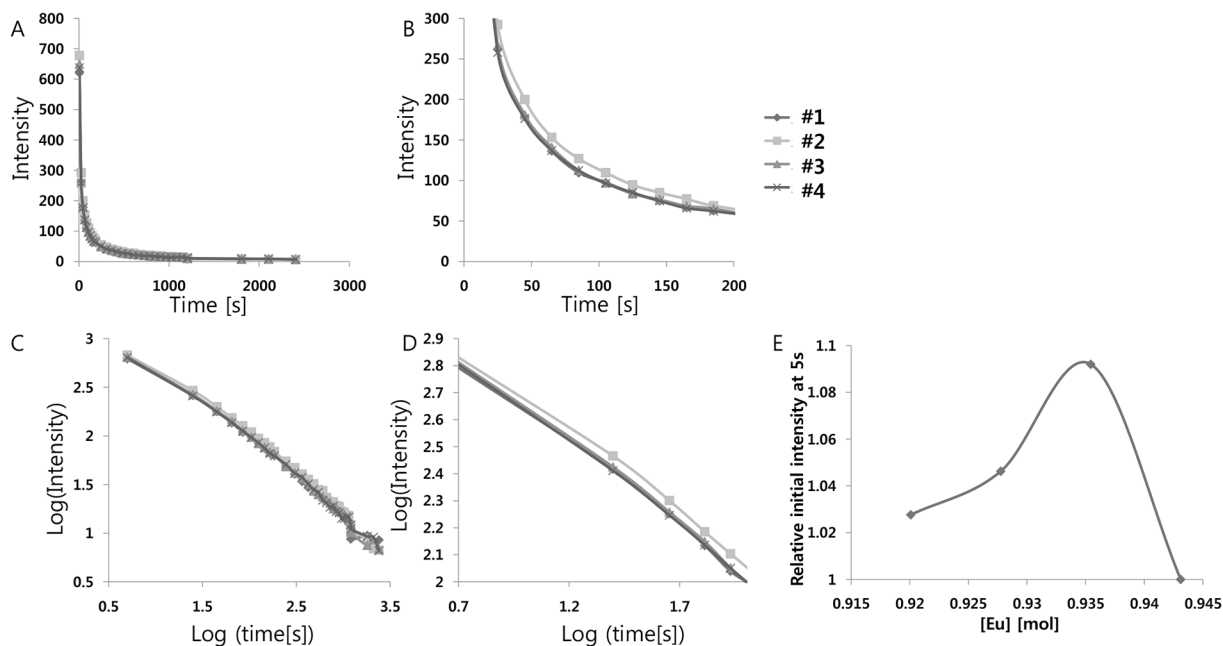 A
800
700
600
500
400
300
200
100
0
Intensity
0 1000 2000 3000
Time [s]
B
300
250
200
150
100
50
0
Intensity
0 50 100 150 200
Time [s]
#1
#2
#3
#4
C
3
2.5
2
1.5
1
0.5
Log(Intensity)
0.5 1.5 2.5 3.5
Log (time[s])
D
2.9
2.8
2.7
2.6
2.5
2.4
2.3
2.2
2.1
2
Log(Intensity)
0.7 1.2 1.7
Log (time[s])
E
1.1
1.08
1.06
1.04
1.02
1
Relative initial intensity at 5s
0.915 0.92 0.925 0.93 0.935 0.94 0.945
[Eu] [mol]